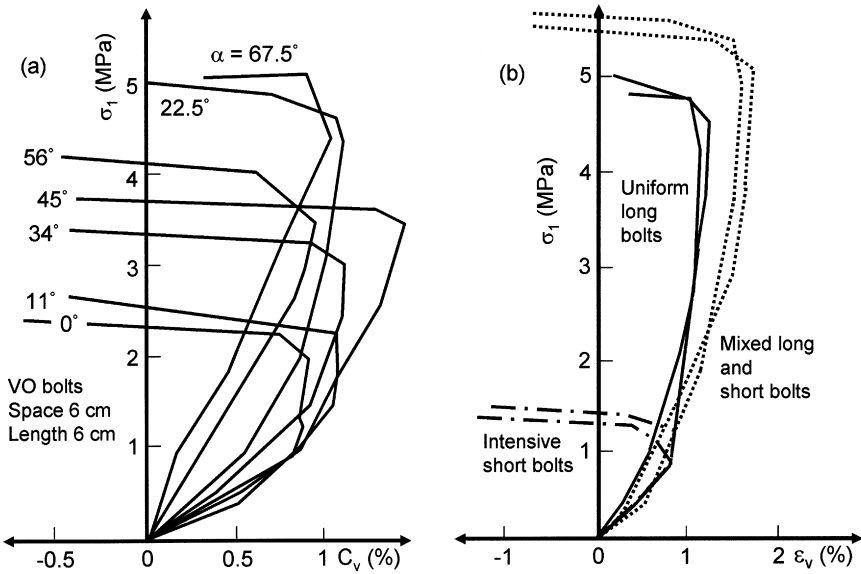 (a)
σ1 (MPa)
α = 67.5°
5
22.5°
56°
4
45°
34°
3
11°
0°
2
VO bolts
Space 6 cm
Length 6 cm
1
-0.5
0
0.5
1
Cv (%)
(b)
σ1 (MPa)
5
Uniform
long
bolts
4
3
2
Mixed long
and
short bolts
Intensive
short bolts
1
-1
0
1
2
εv (%)